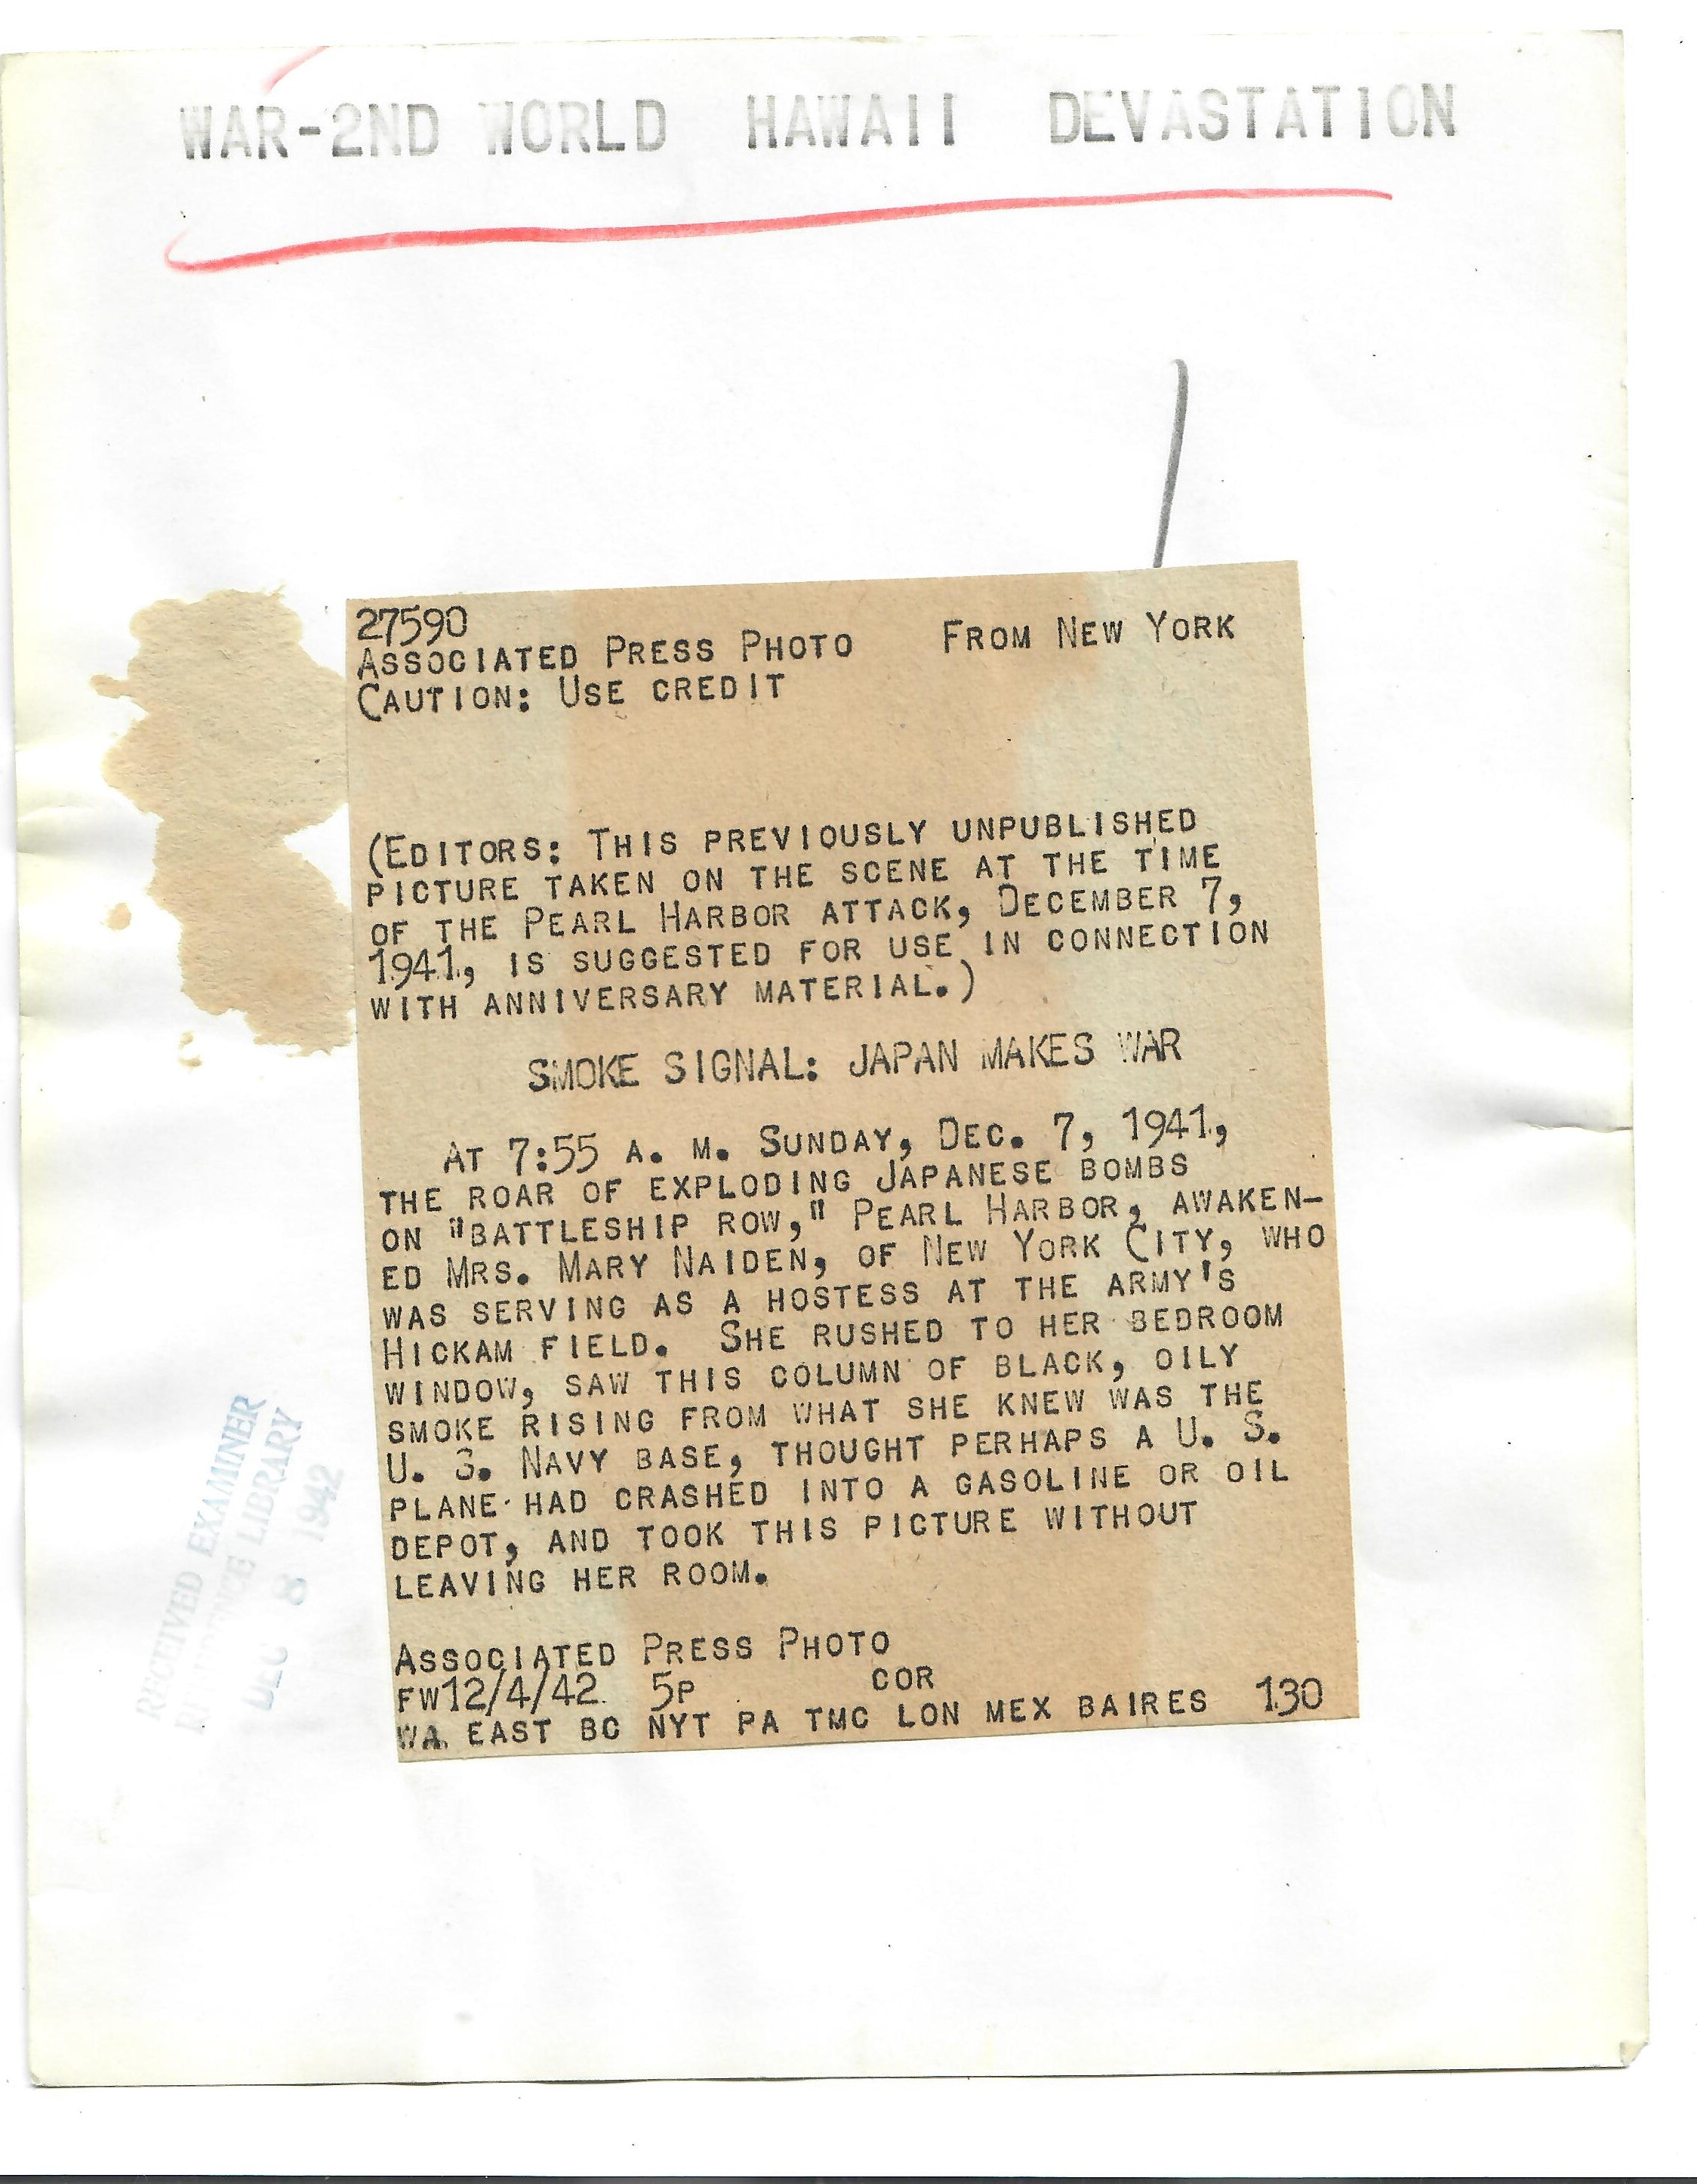 WAR-2ND WORLD HAWAII DEVASTATION
27590
ASSOCIATED PRESS PHOTO FROM NEW YORK
CAUTION: USE CREDIT
(EDITORS: THIS PREVIOUSLY UNPUBLISHED
PICTURE TAKEN ON THE SCENE AT THE TIME
OF THE PEARL HARBOR ATTACK, DECEMBER 7,
1941, IS SUGGESTED FOR USE IN CONNECTION
WITH ANNIVERSARY MATERIAL.)
SMOKE SIGNAL: JAPAN MAKES WAR
AT 7:55 A. M. SUNDAY, DEC. 7, 1941,
THE ROAR OF EXPLODING JAPANESE BOMBS
ON "BATTLESHIP ROW," PEARL HARBOR, AWAKEN-
ED MRS. MARY NAIDEN, OF NEW YORK CITY, WHO
WAS SERVING AS A HOSTESS AT THE ARMY'S
HICKAM FIELD. SHE RUSHED TO HER BEDROOM
WINDOW, SAW THIS COLUMN OF BLACK, OILY
SMOKE RISING FROM WHAT SHE KNEW WAS THE
U. S. NAVY BASE, THOUGHT PERHAPS A U. S.
PLANE HAD CRASHED INTO A GASOLINE OR OIL
DEPOT, AND TOOK THIS PICTURE WITHOUT
LEAVING HER ROOM.
ASSOCIATED PRESS PHOTO
FW12/4/42 5P COR
WA EAST BC NYT PA TMC LON MEX BAIRES 130
RECEIVED EXAMINER
LIBRARY
DEC 8 1942